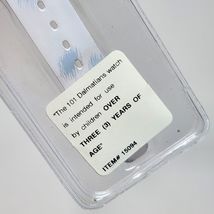 "The 101 Dalmatians watch
is intended for use
by children OVER
THREE (3) YEARS OF
AGE"
ITEM# 15094